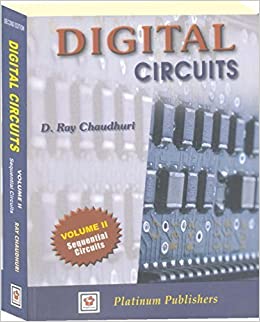 DIGITAL
CIRCUITS
D. Ray Chaudhuri
VOLUME II
Sequential
Circuits
Platinum Publishers
SECOND EDITION
DIGITAL CIRCUITS
VOLUME II
Sequential Circuits
RAY CHAUDHURI